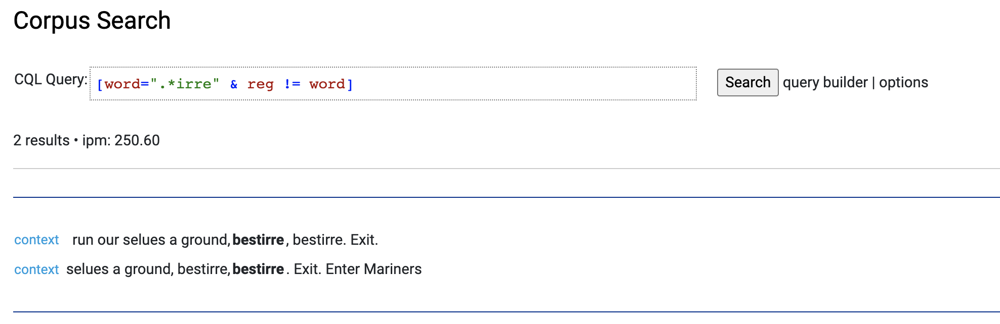 Corpus Search
CQL Query: [word=".*irre" & reg != word] Search query builder | options
2 results • ipm: 250.60
context run our selues a ground, bestirre , bestirre. Exit.
context selues a ground, bestirre, bestirre . Exit. Enter Mariners